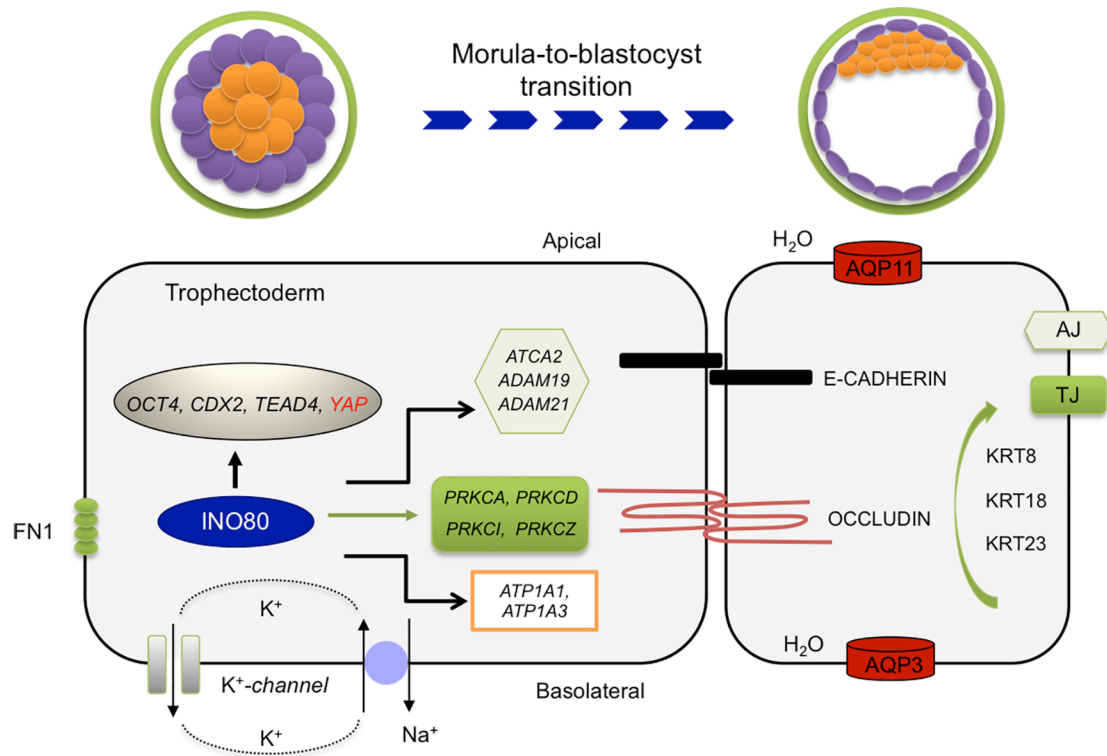 Morula-to-blastocyst
transition
Apical
H₂O
AQP11
Trophectoderm
AJ
ATCA2
ADAM19
ADAM21
E-CADHERIN
TJ
OCT4, CDX2, TEAD4, YAP
KRT8
PRKCA, PRKCD
PRKCI, PRKCZ
INO80
OCCLUDIN
KRT18
FN1
KRT23
ATP1A1,
ATP1A3
K⁺
H₂O
AQP3
K⁺-channel
Basolateral
K⁺
Na⁺